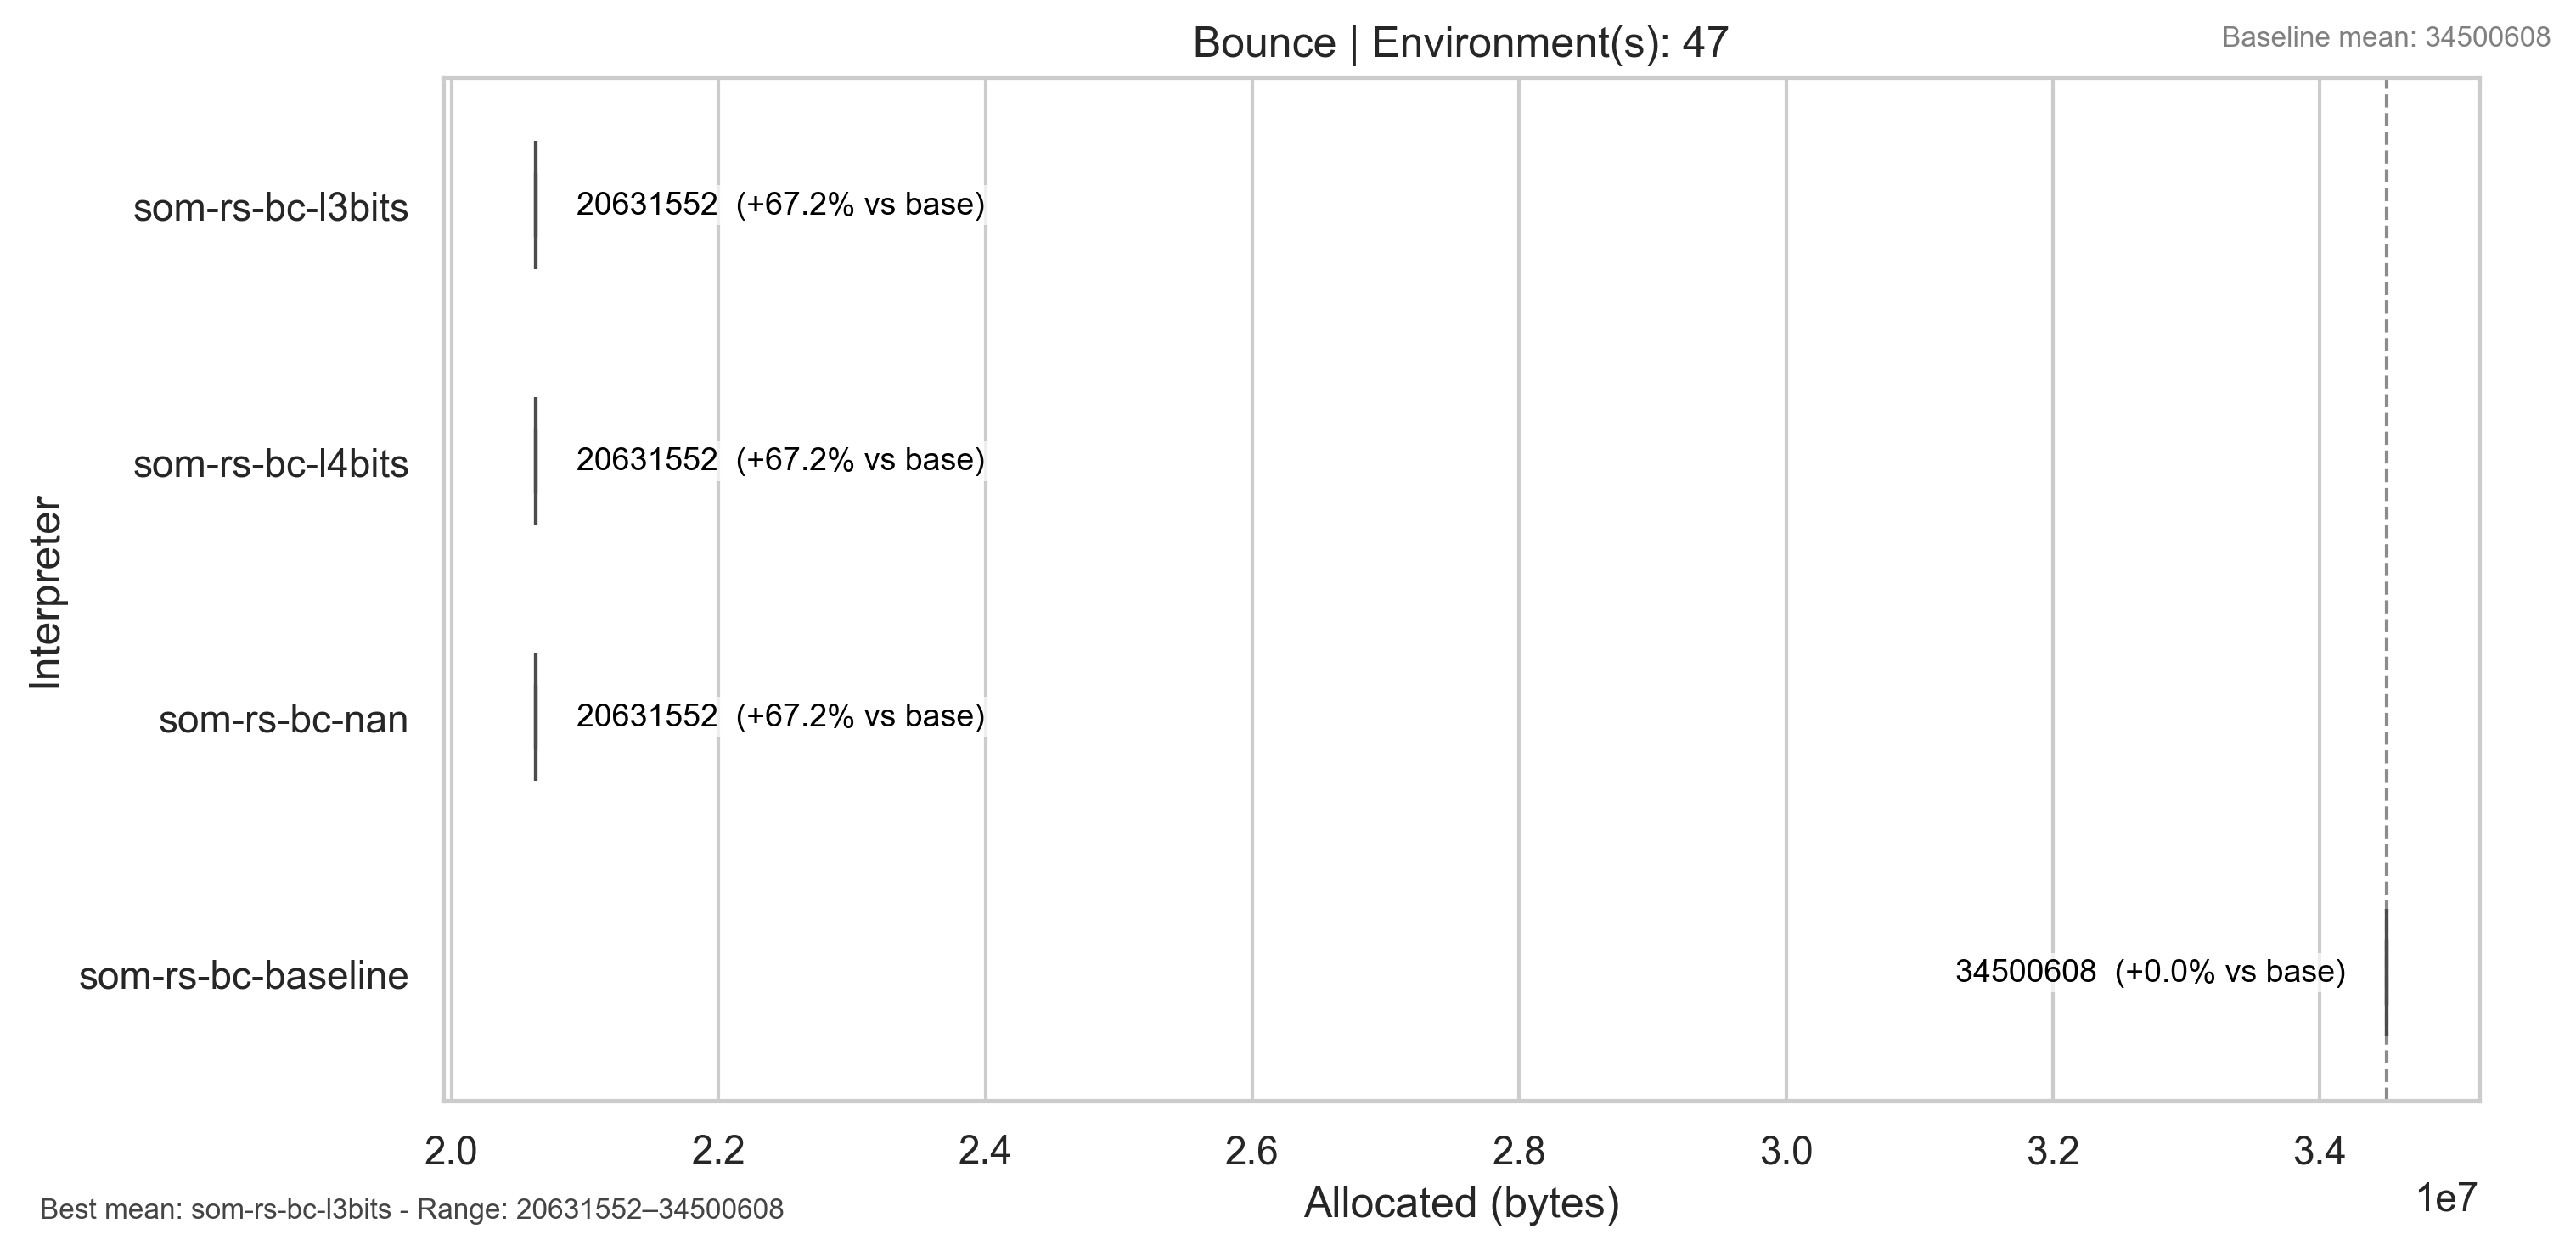 Bounce | Environment(s): 47
Baseline mean: 34500608
Interpreter
som-rs-bc-l3bits
20631552 (+67.2% vs base)
som-rs-bc-l4bits
20631552 (+67.2% vs base)
som-rs-bc-nan
20631552 (+67.2% vs base)
som-rs-bc-baseline
34500608 (+0.0% vs base)
2.0 2.2 2.4 2.6 2.8 3.0 3.2 3.4
1e7
Allocated (bytes)
Best mean: som-rs-bc-l3bits - Range: 20631552–34500608